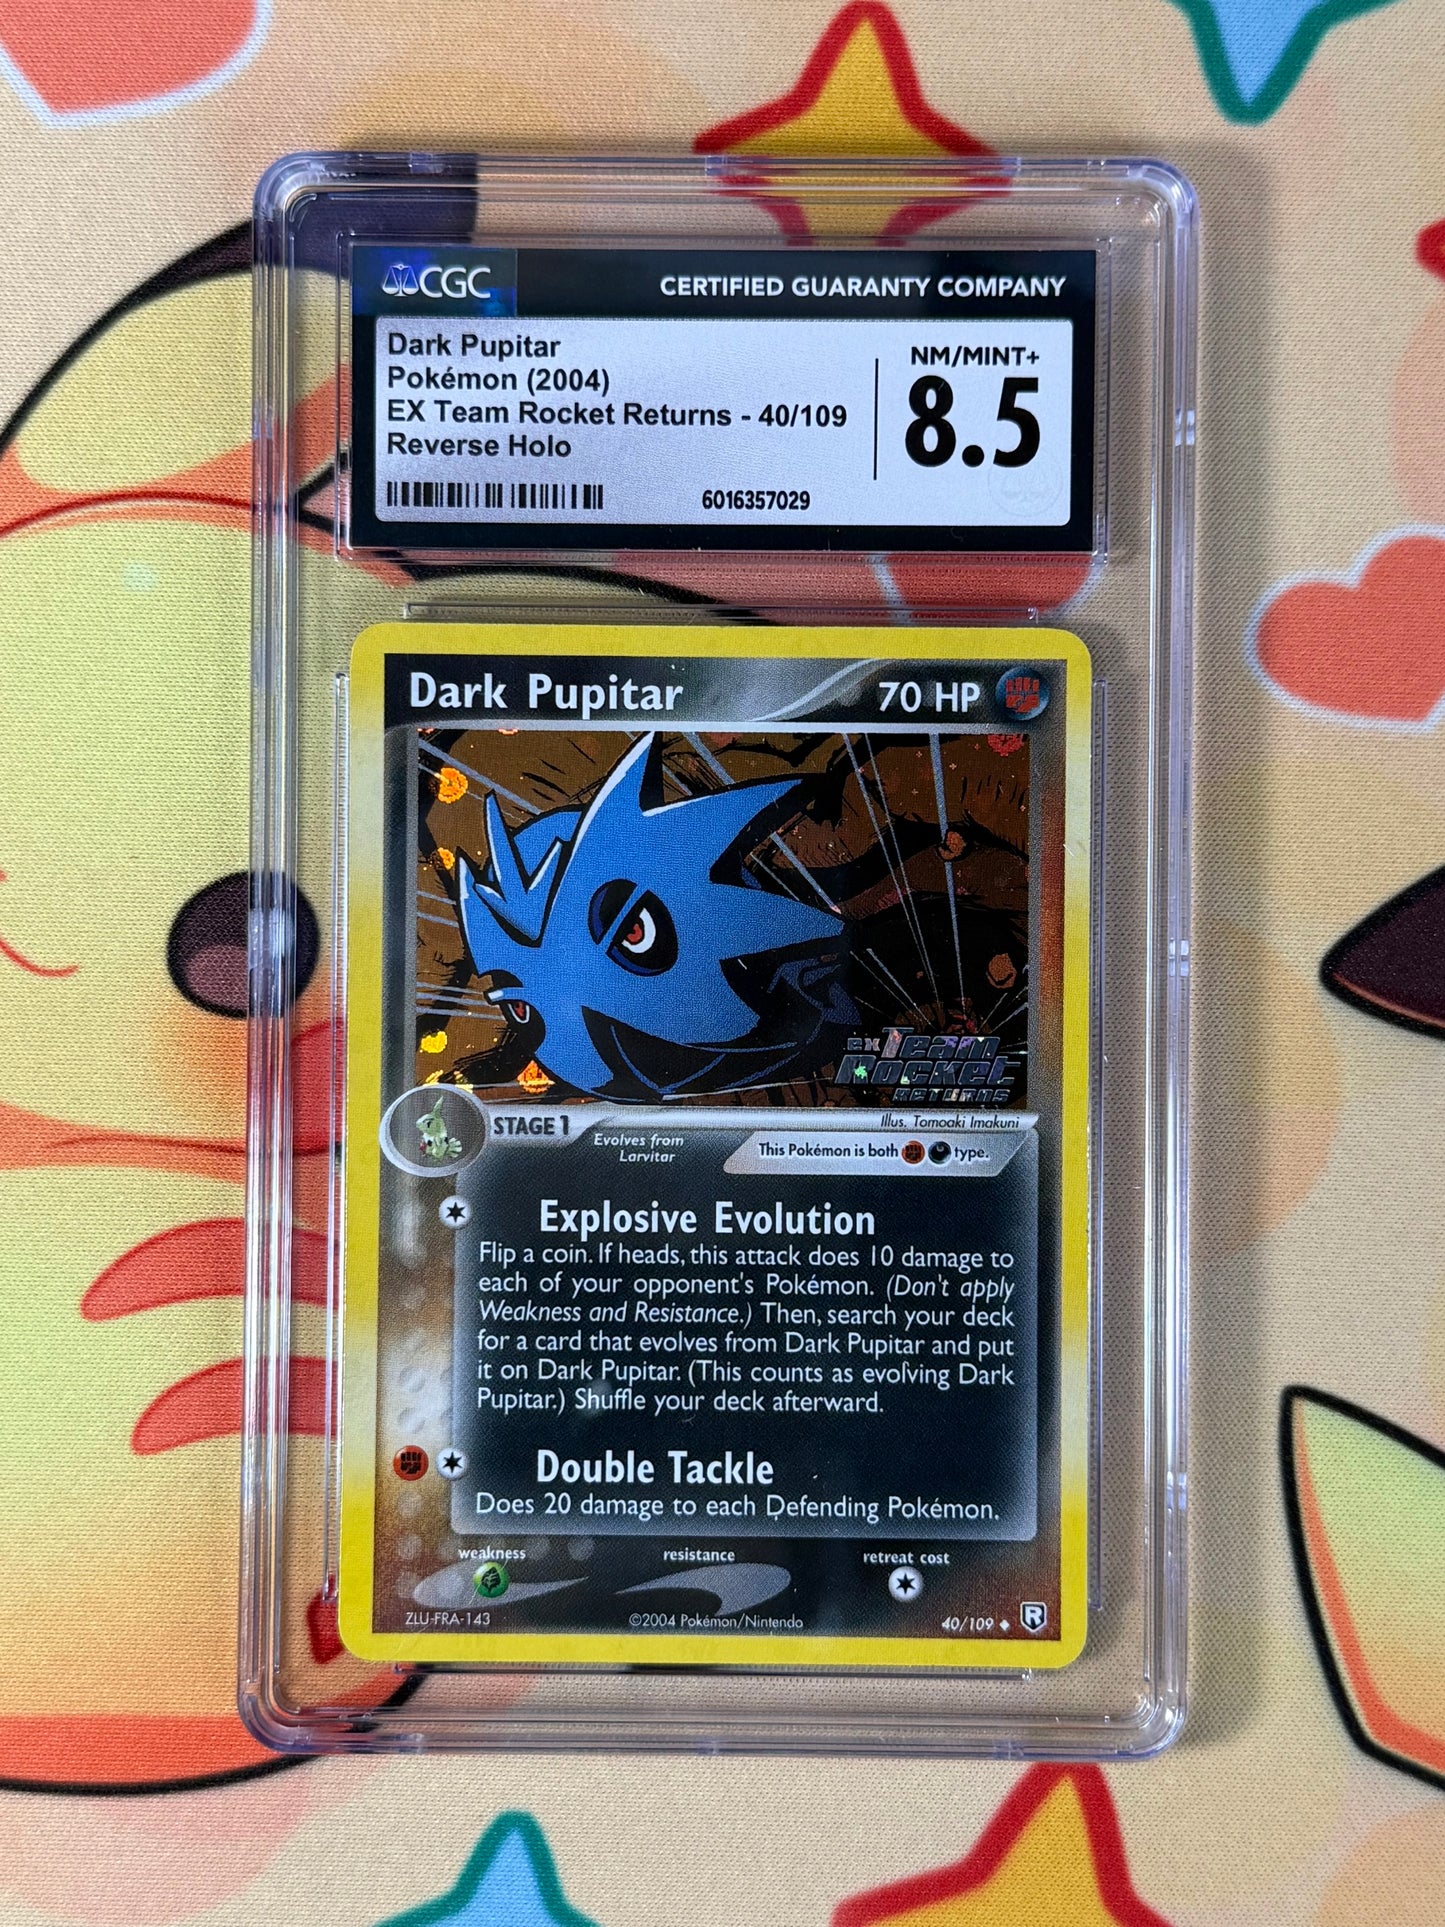 CGC
CERTIFIED GUARANTY COMPANY
Dark Pupitar
Pokémon (2004)
EX Team Rocket Returns - 40/109
Reverse Holo
NM/MINT+
8.5
6016357029
Dark Pupitar
70 HP
ex Team
Rocket
Returns
STAGE 1
Evolves from
Larvitar
Illus. Tomoaki Imakuni
This Pokémon is both type.
Explosive Evolution
Flip a coin. If heads, this attack does 10 damage to
each of your opponent's Pokémon. (Don't apply
Weakness and Resistance.) Then, search your deck
for a card that evolves from Dark Pupitar and put
it on Dark Pupitar. (This counts as evolving Dark
Pupitar.) Shuffle your deck afterward.
Double Tackle
Does 20 damage to each Defending Pokémon.
weakness
resistance
retreat cost
ZLU-FRA-143
©2004 Pokémon/Nintendo
40/109
R